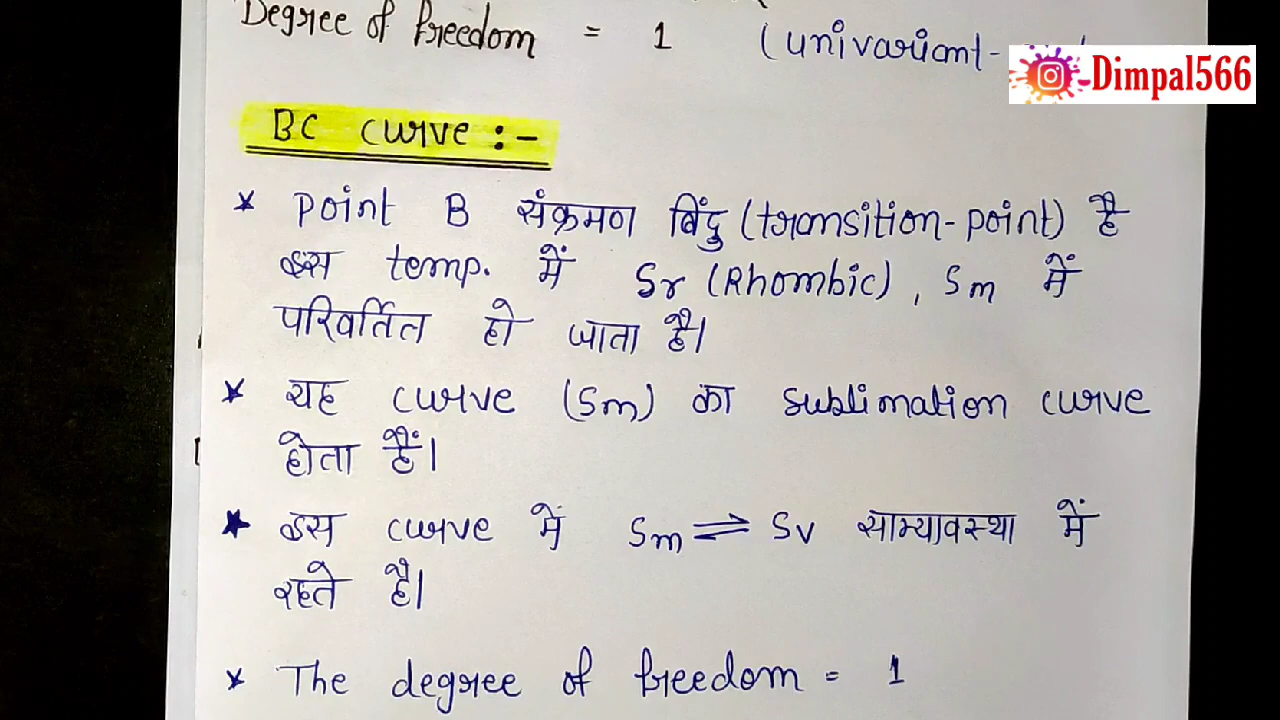 Degree of freedom = 1 (univariant-
-Dimpal566
BC curve :-
* Point B संक्रमण बिंदु (transition-point) है
इस temp. में Sr (Rhombic), Sm में
परिवर्तित हो जाता है।
* यह curve (Sm) का sublimation curve
होता हैं।
* इस curve में Sm ⇌ Sv साम्यावस्था में
रहते है।
* The degree of freedom = 1